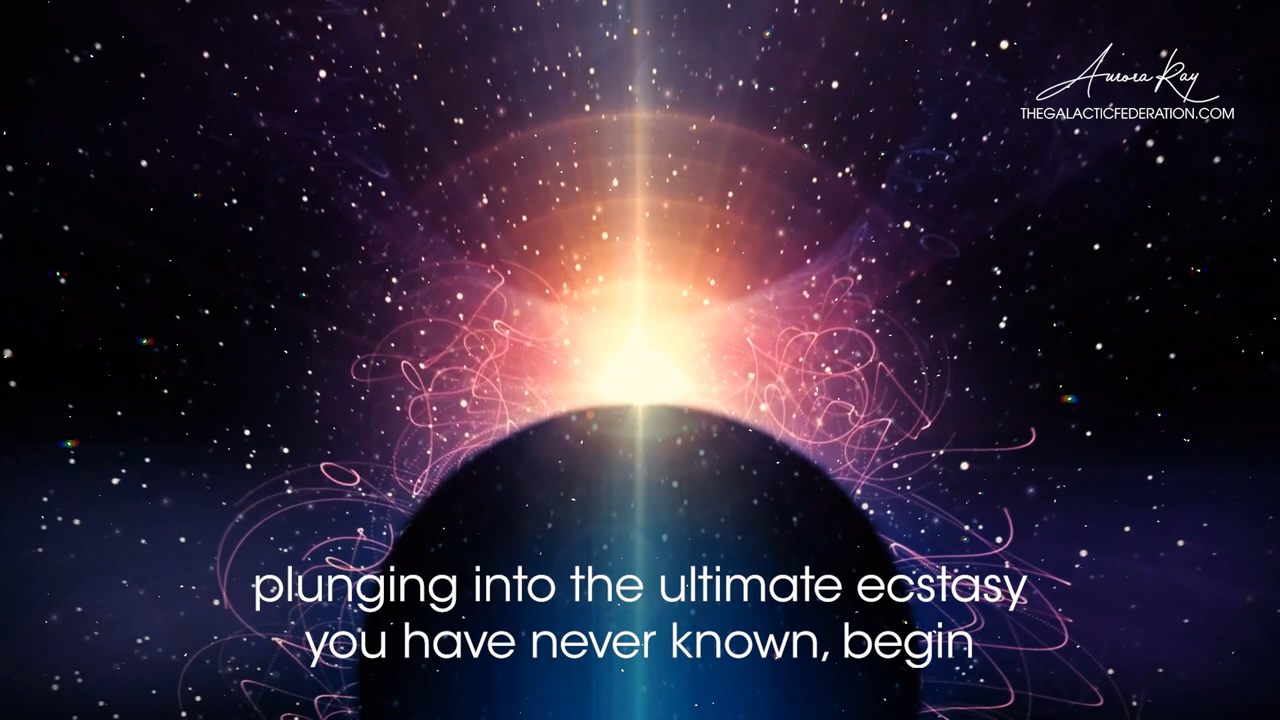 Aurora Ray
THEGALACTICFEDERATION.COM
plunging into the ultimate ecstasy
you have never known, begin